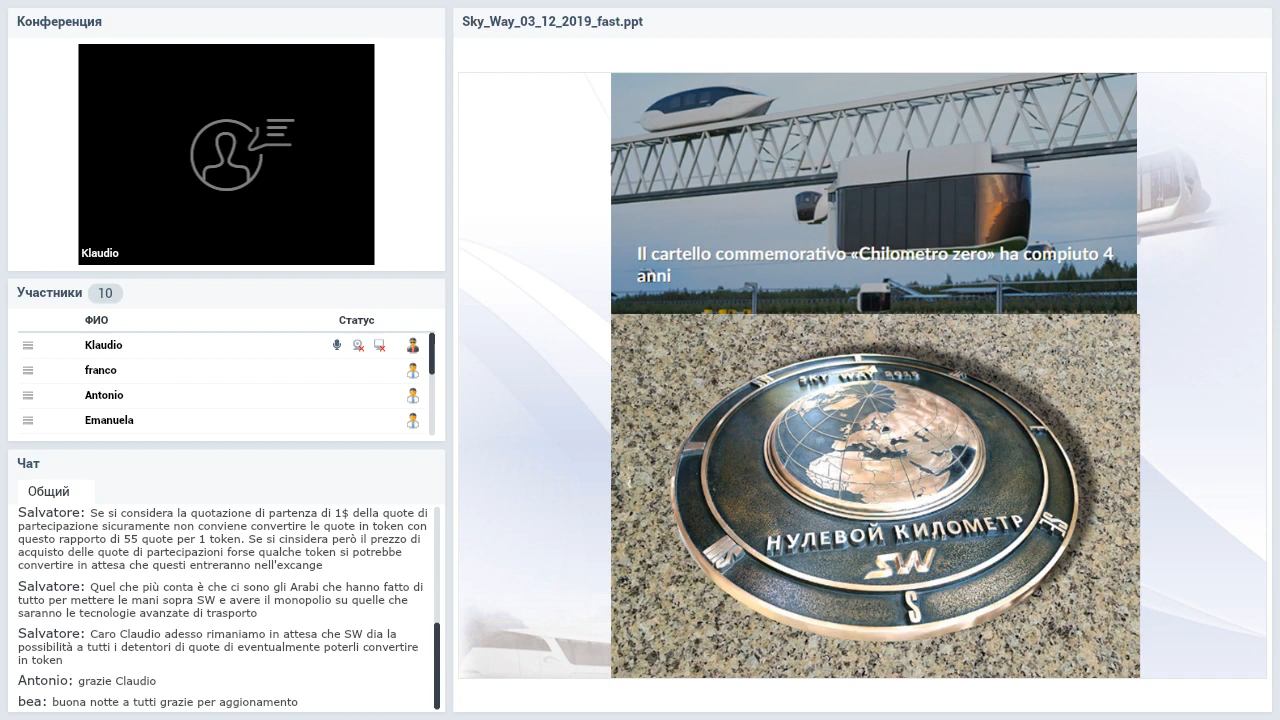 Конференция
Klaudio
Участники 10
ФИО Статус
Klaudio
franco
Antonio
Emanuela
Чат
Общий
Salvatore: Se si considera la quotazione di partenza di 1$ della quote di
partecipazione sicuramente non conviene convertire le quote in token con
questo rapporto di 55 quote per 1 token. Se si cinsidera però il prezzo di
acquisto delle quote di partecipazioni forse qualche token si potrebbe
convertire in attesa che questi entreranno nell'excange
Salvatore: Quel che più conta è che ci sono gli Arabi che hanno fatto di
tutto per mettere le mani sopra SW e avere il monopolio su quelle che
saranno le tecnologie avanzate di trasporto
Salvatore: Caro Claudio adesso rimaniamo in attesa che SW dia la
possibilità a tutti i detentori di quote di eventualmente poterli convertire
in token
Antonio: grazie Claudio
bea: buona notte a tutti grazie per aggionamento
Sky_Way_03_12_2019_fast.ppt
Il cartello commemorativo «Chilometro zero» ha compiuto 4
anni
SKY WAY 2015
НУЛЕВОЙ КИЛОМЕТР
SW
S